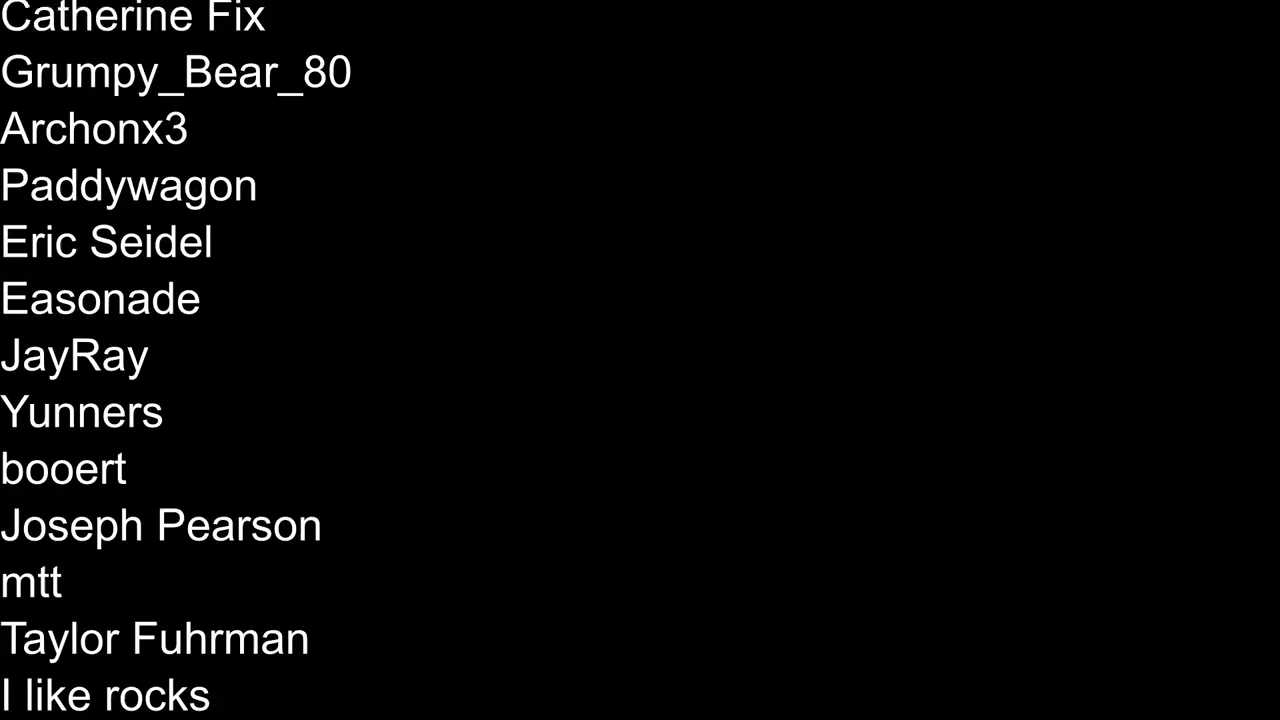 Catherine Fix
Grumpy_Bear_80
Archonx3
Paddywagon
Eric Seidel
Easonade
JayRay
Yunners
booert
Joseph Pearson
mtt
Taylor Fuhrman
I like rocks